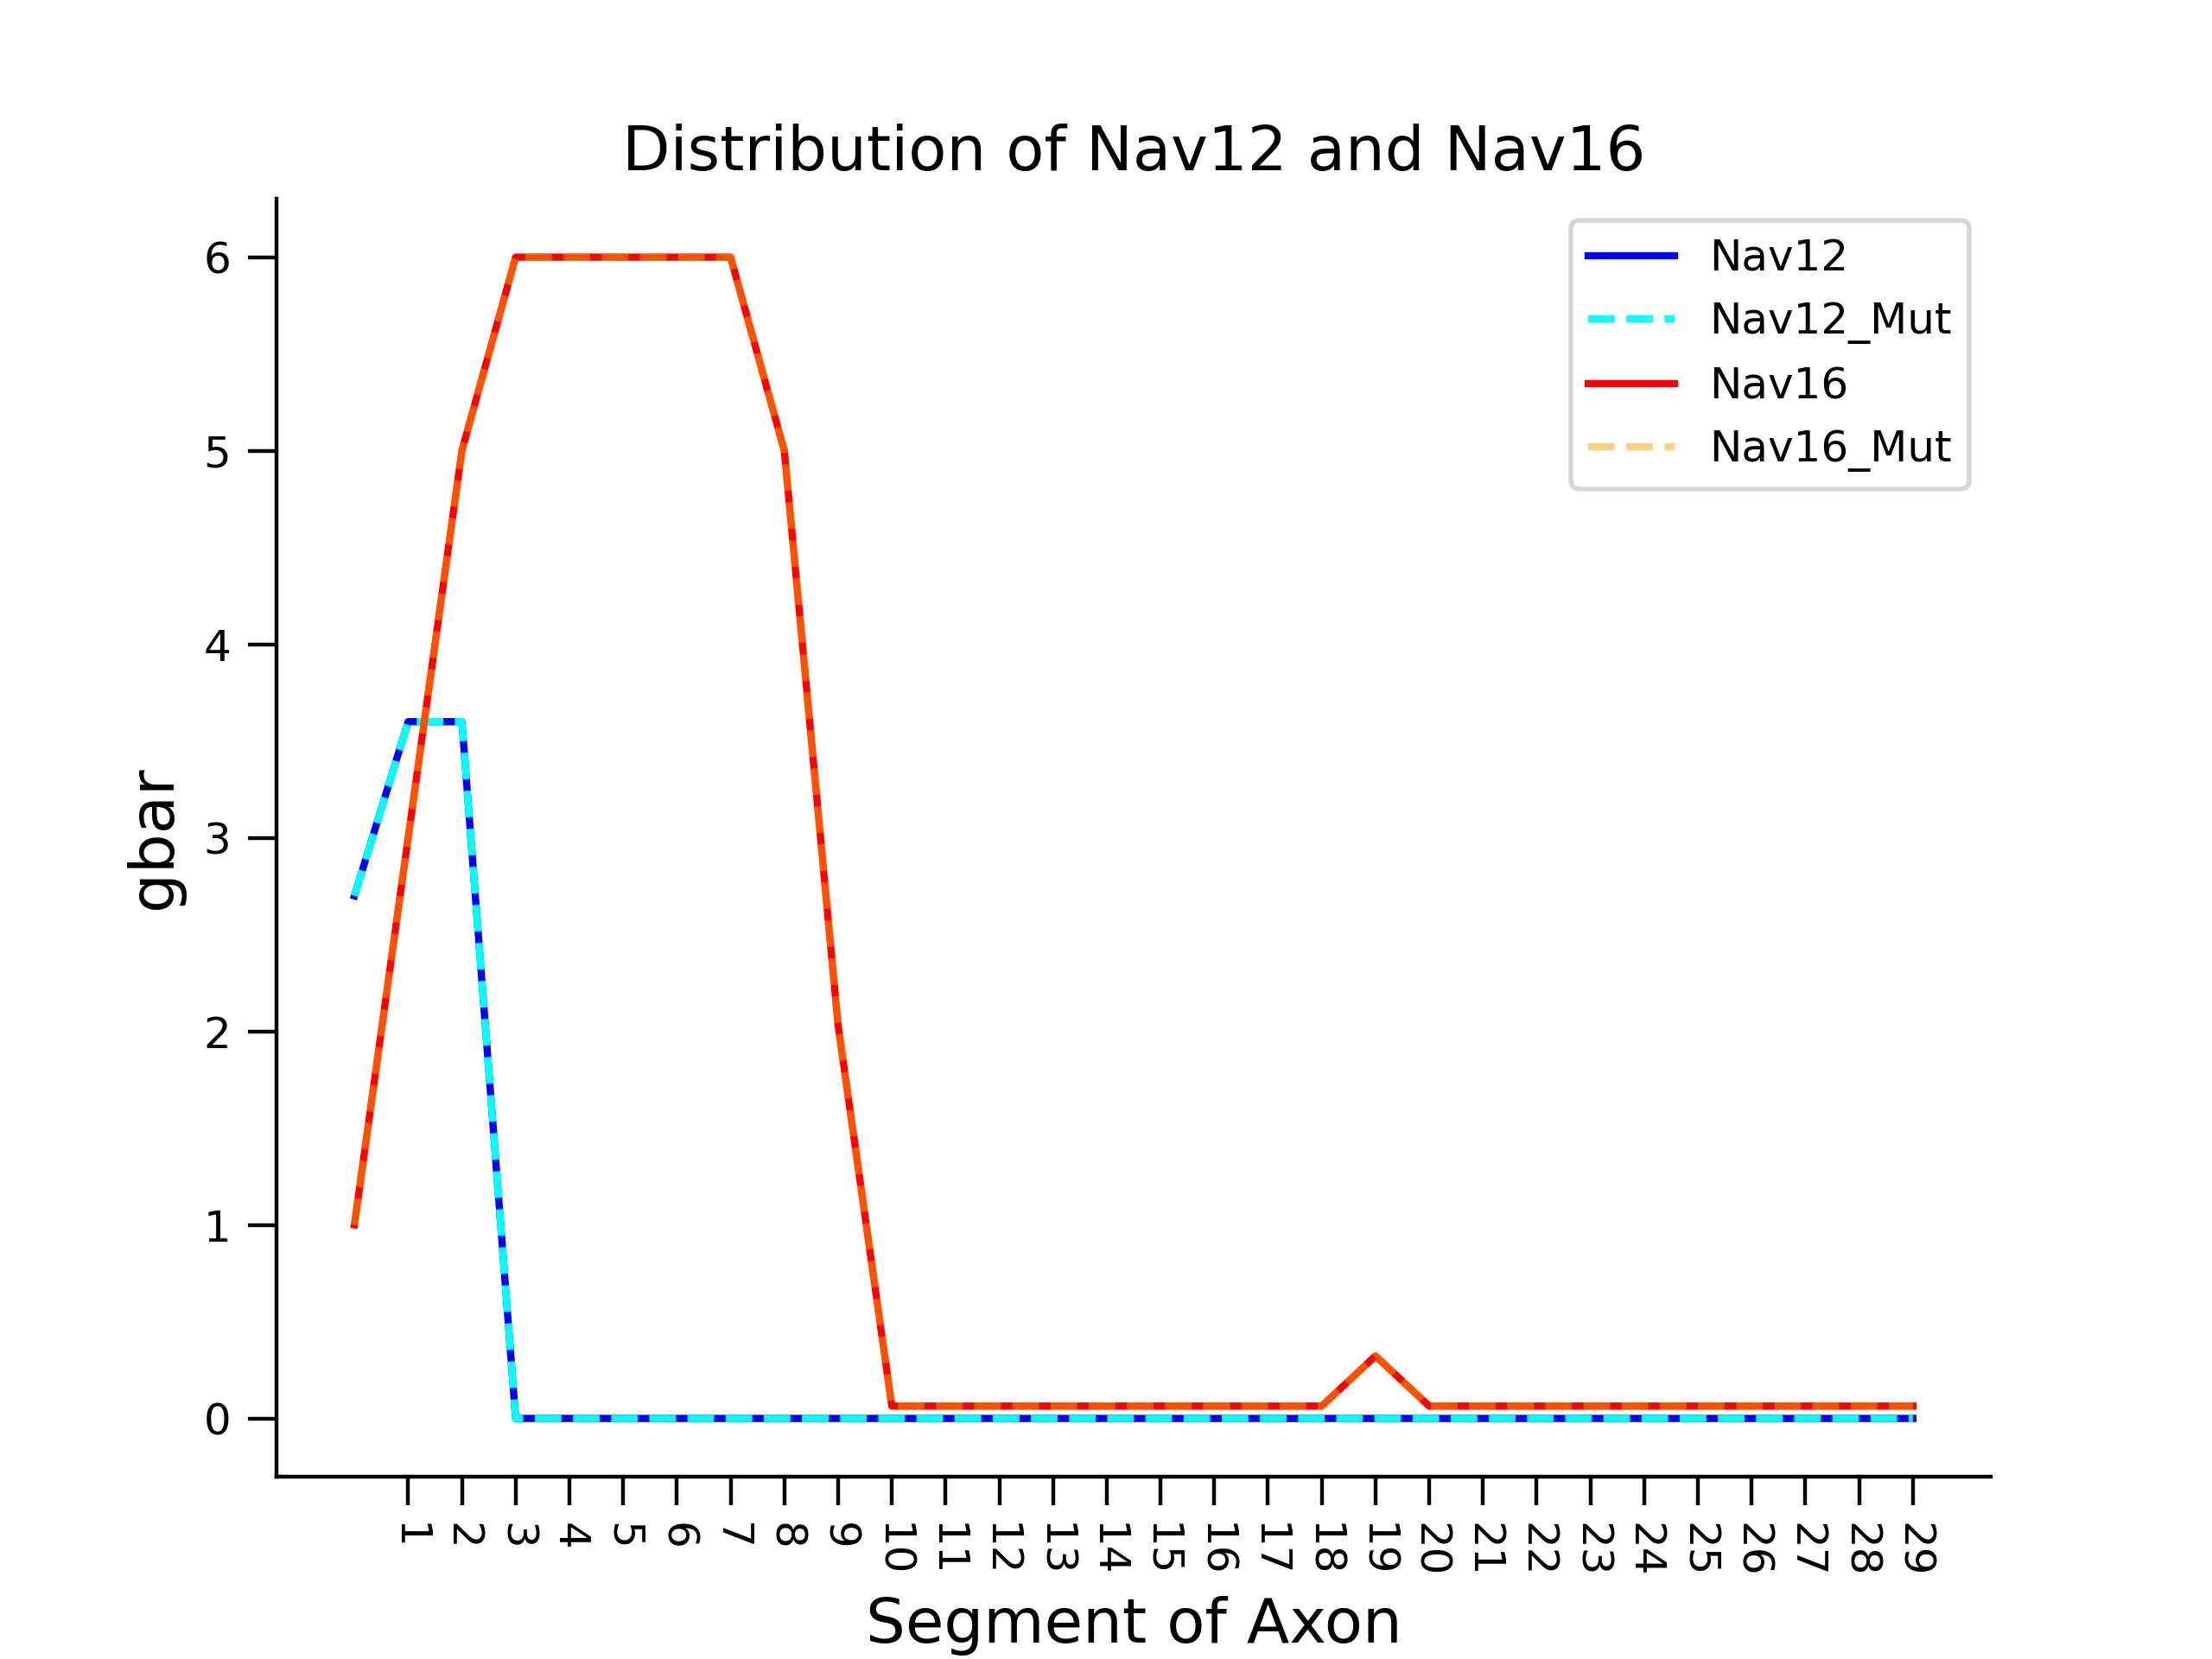 Distribution of Nav12 and Nav16
Nav12
Nav12_Mut
Nav16
Nav16_Mut
gbar
6
5
4
3
2
1
0
1 2 3 4 5 6 7 8 9 10 11 12 13 14 15 16 17 18 19 20 21 22 23 24 25 26 27 28 29
Segment of Axon